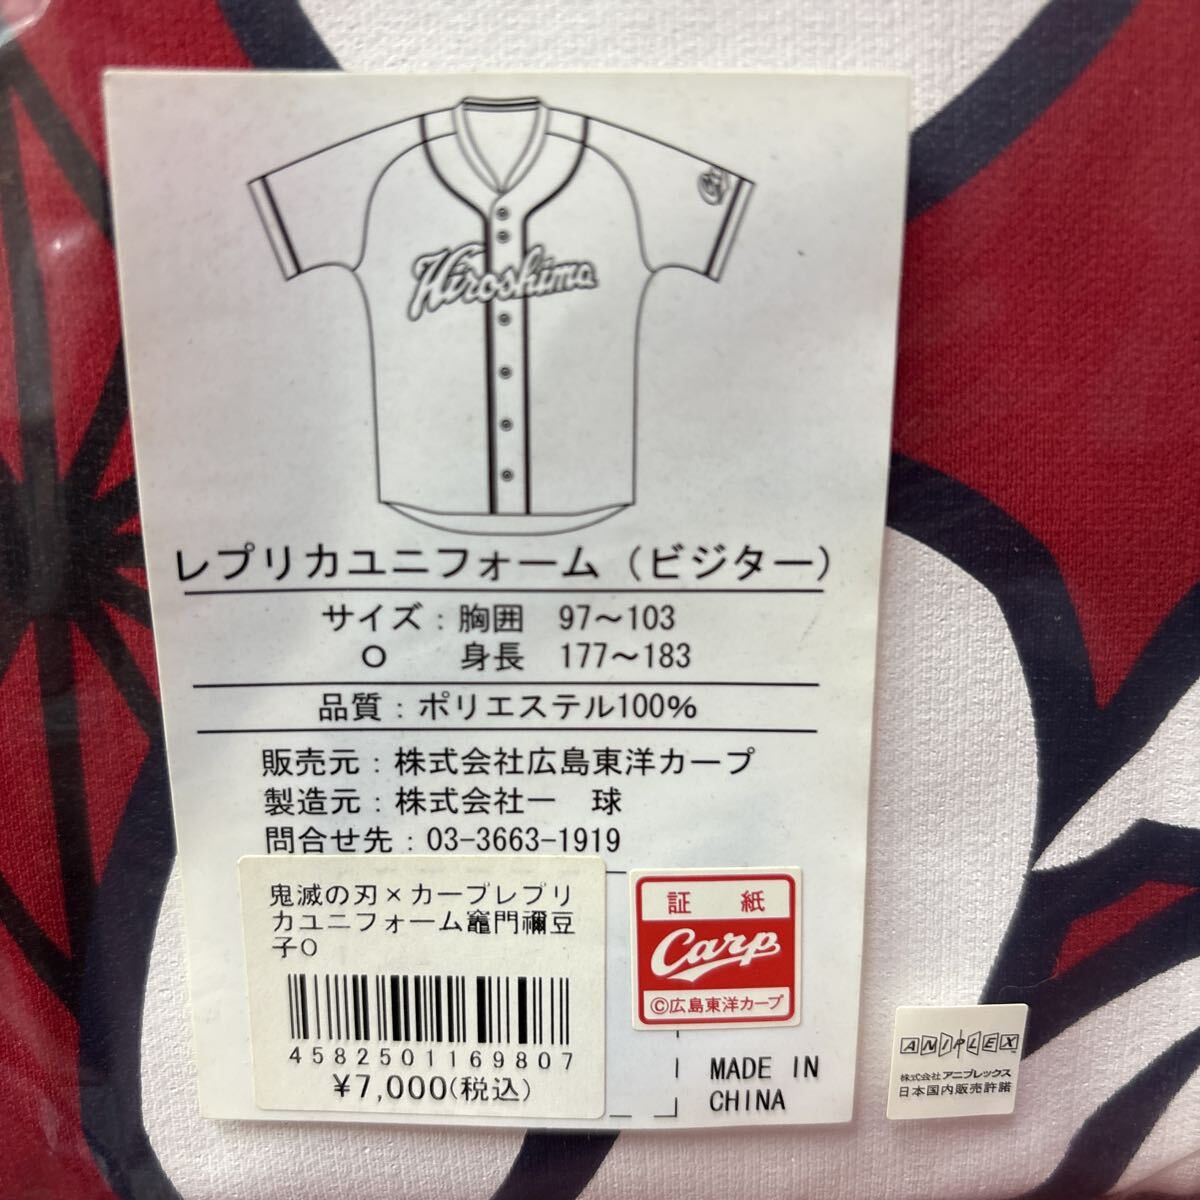 Hiroshima
レプリカユニフォーム（ビジター）
サイズ：胸囲　97～103
O　身長　177～183
品質：ポリエステル100%
販売元：株式会社広島東洋カープ
製造元：株式会社一　球
問合せ先：03-3663-1919
鬼滅の刃×カープレプリ
カユニフォーム竈門禰豆
子O
4582501169807
¥7,000(税込)
証　紙
Carp
©広島東洋カープ
MADE IN
CHINA
ANIPLEX
株式会社 アニプレックス
日本国内販売許諾